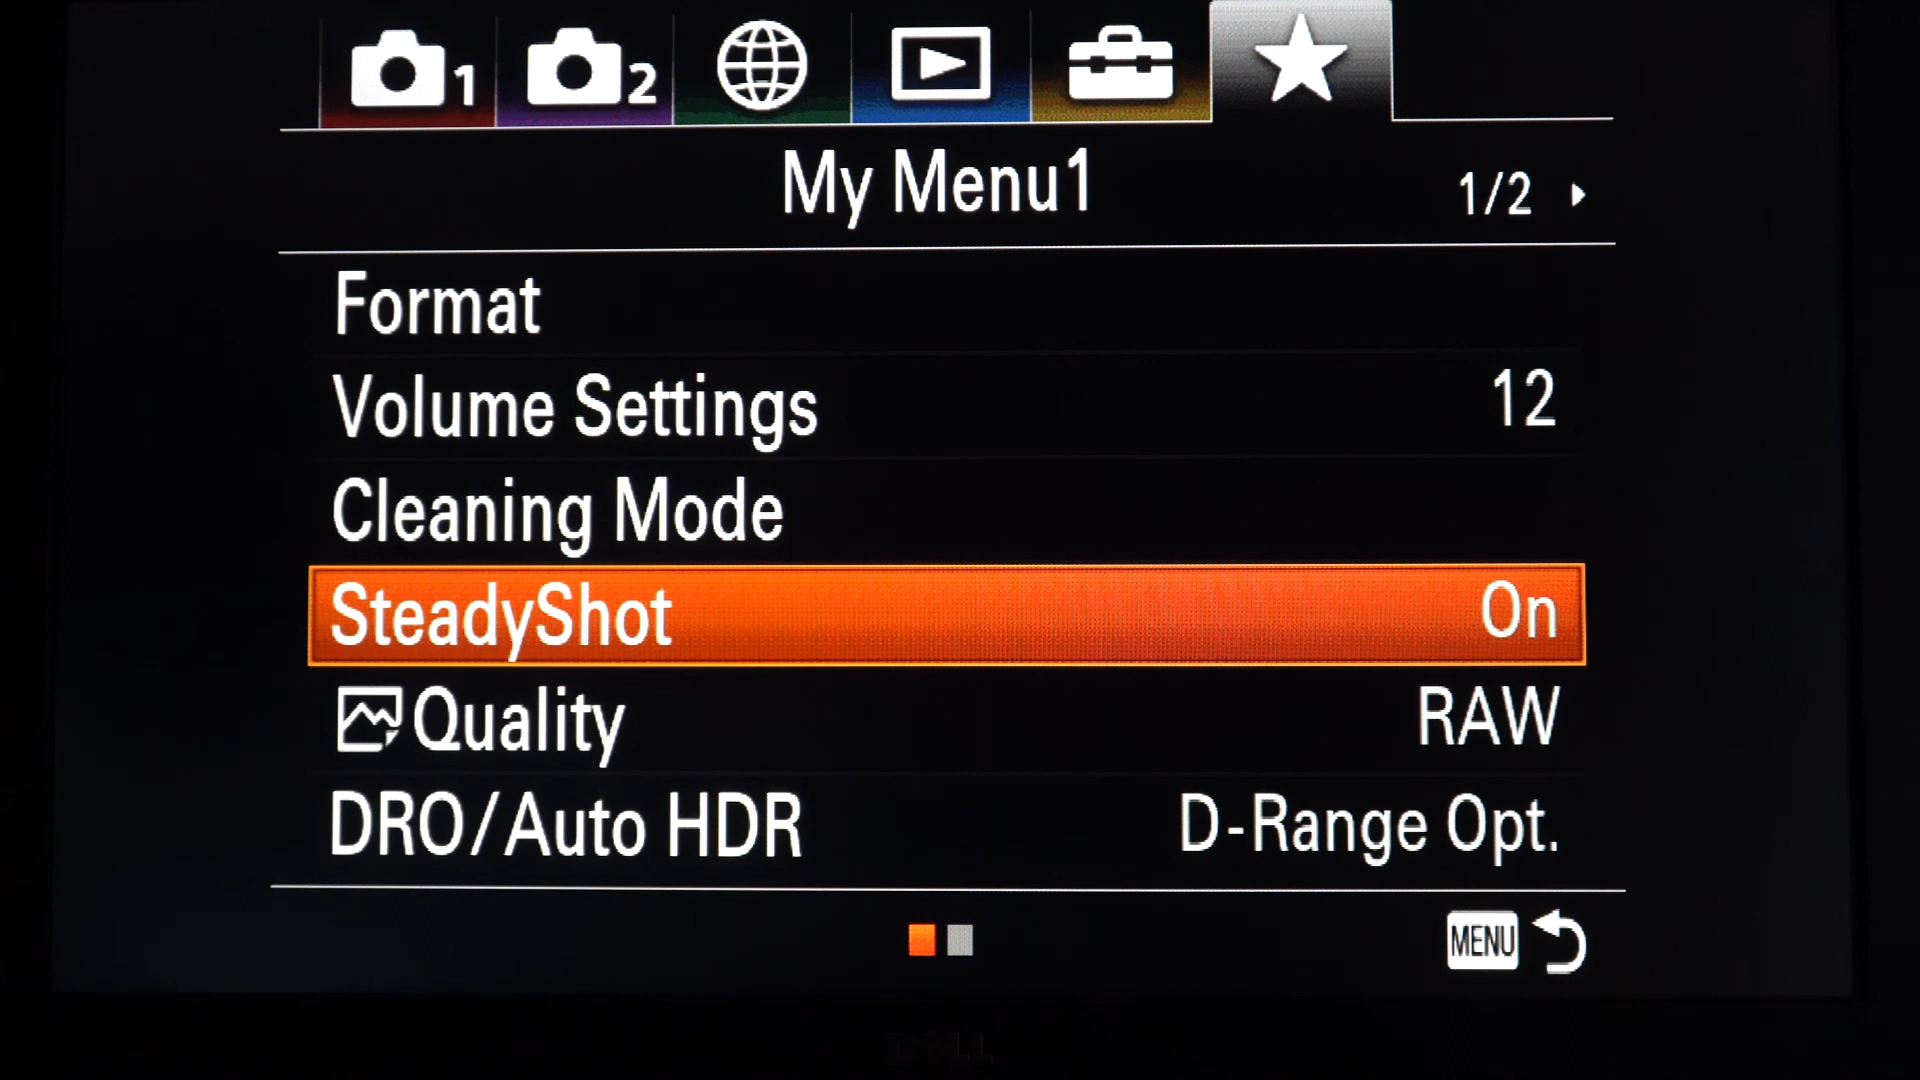 1 2
My Menu1 1/2
Format
Volume Settings 12
Cleaning Mode
SteadyShot On
Quality RAW
DRO/Auto HDR D-Range Opt.
MENU
DELL